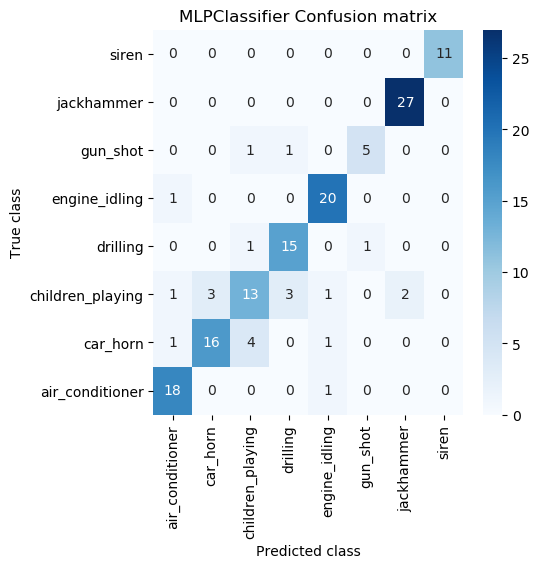 MLPClassifier Confusion matrix
siren 0 0 0 0 0 0 0 11
jackhammer 0 0 0 0 0 0 27 0
gun_shot 0 0 1 1 0 5 0 0
engine_idling 1 0 0 0 20 0 0 0
drilling 0 0 1 15 0 1 0 0
children_playing 1 3 13 3 1 0 2 0
car_horn 1 16 4 0 1 0 0 0
air_conditioner 18 0 0 0 1 0 0 0
True class
air_conditioner
car_horn
children_playing
drilling
engine_idling
gun_shot
jackhammer
siren
Predicted class
25
20
15
10
5
0